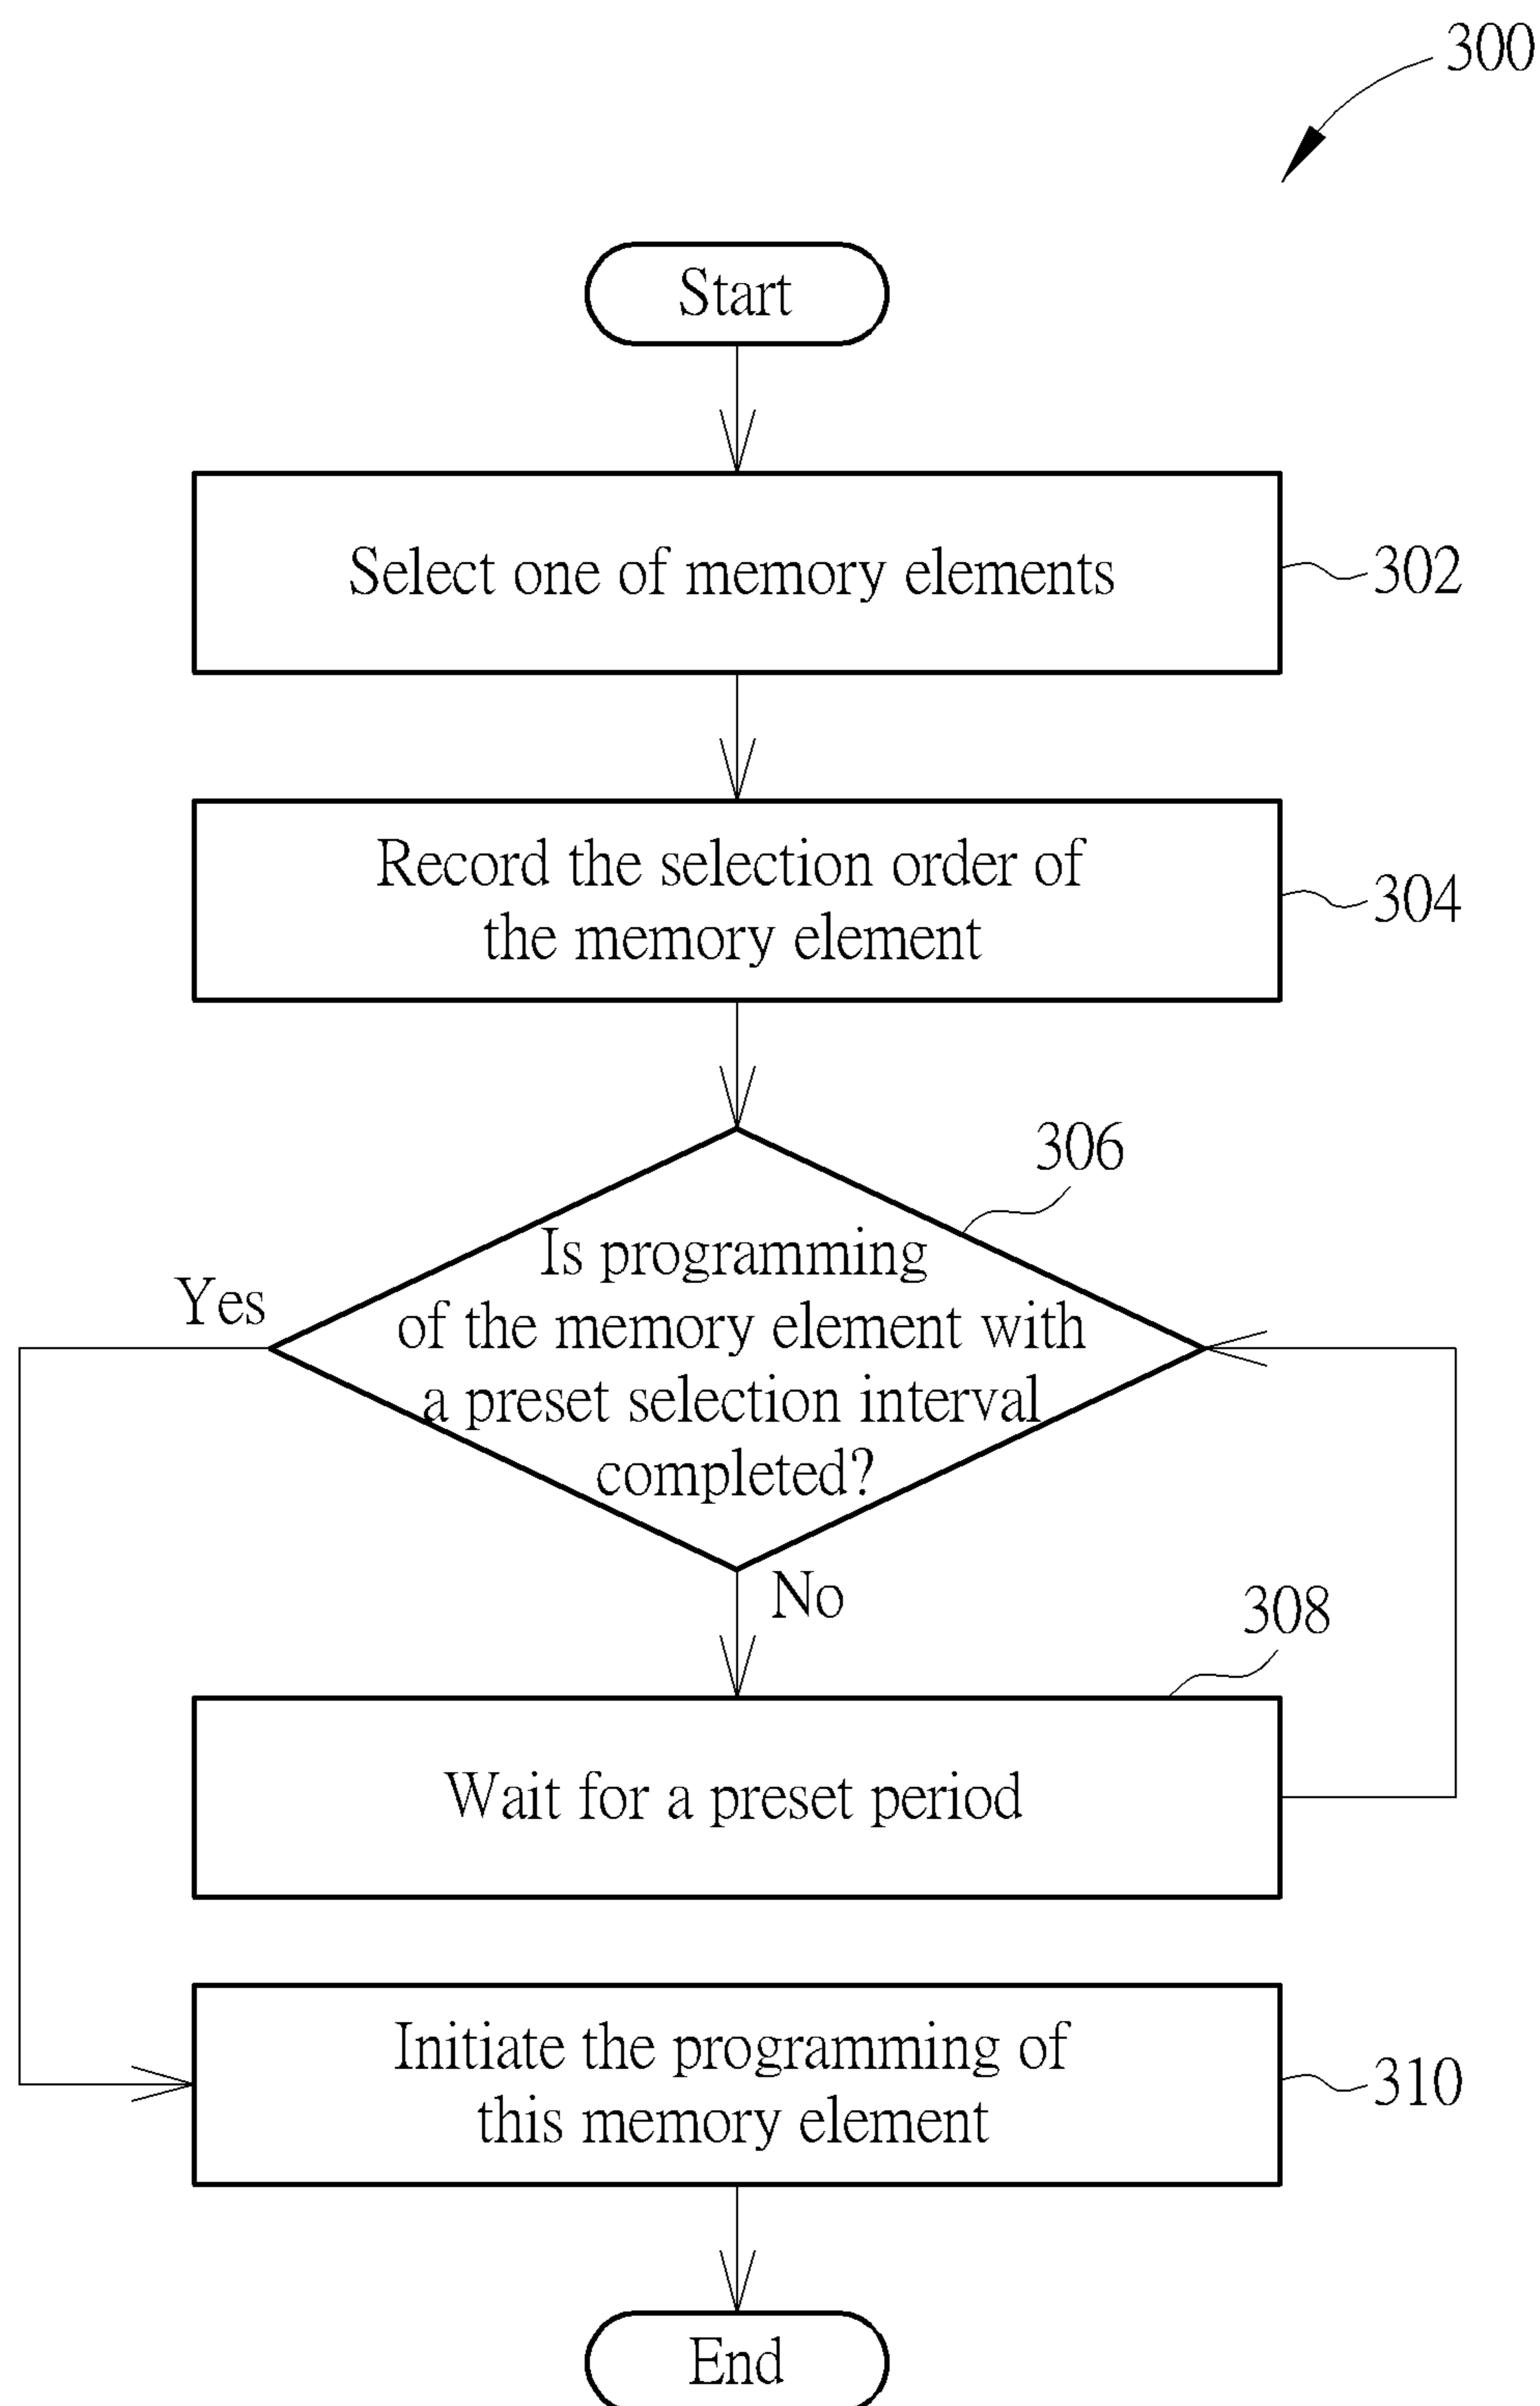 300
Start
Select one of memory elements
302
Record the selection order of
the memory element
304
306
Is programming
of the memory element with
a preset selection interval
completed?
Yes
No
308
Wait for a preset period
Initiate the programming of
this memory element
310
End